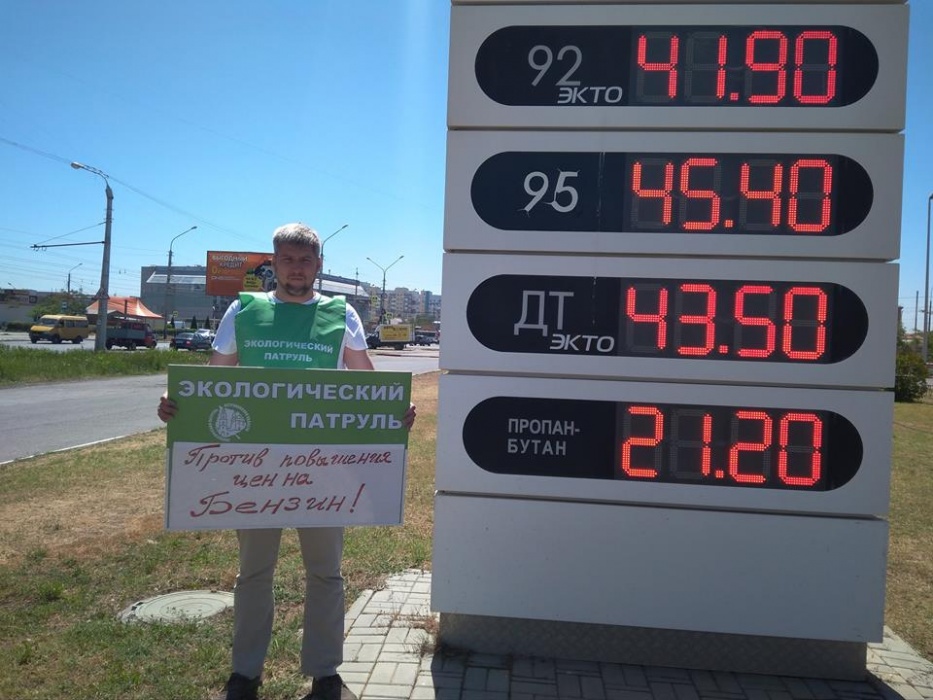 92 ЭКТО 41.90
95 45.40
ДТ ЭКТО 43.50
ПРОПАН-
БУТАН
21.20
ЭКОЛОГИЧЕСКИЙ
ПАТРУЛЬ
ЭКОЛОГИЧЕСКИЙ
ПАТРУЛЬ
Против повышения
цен на
Бензин!